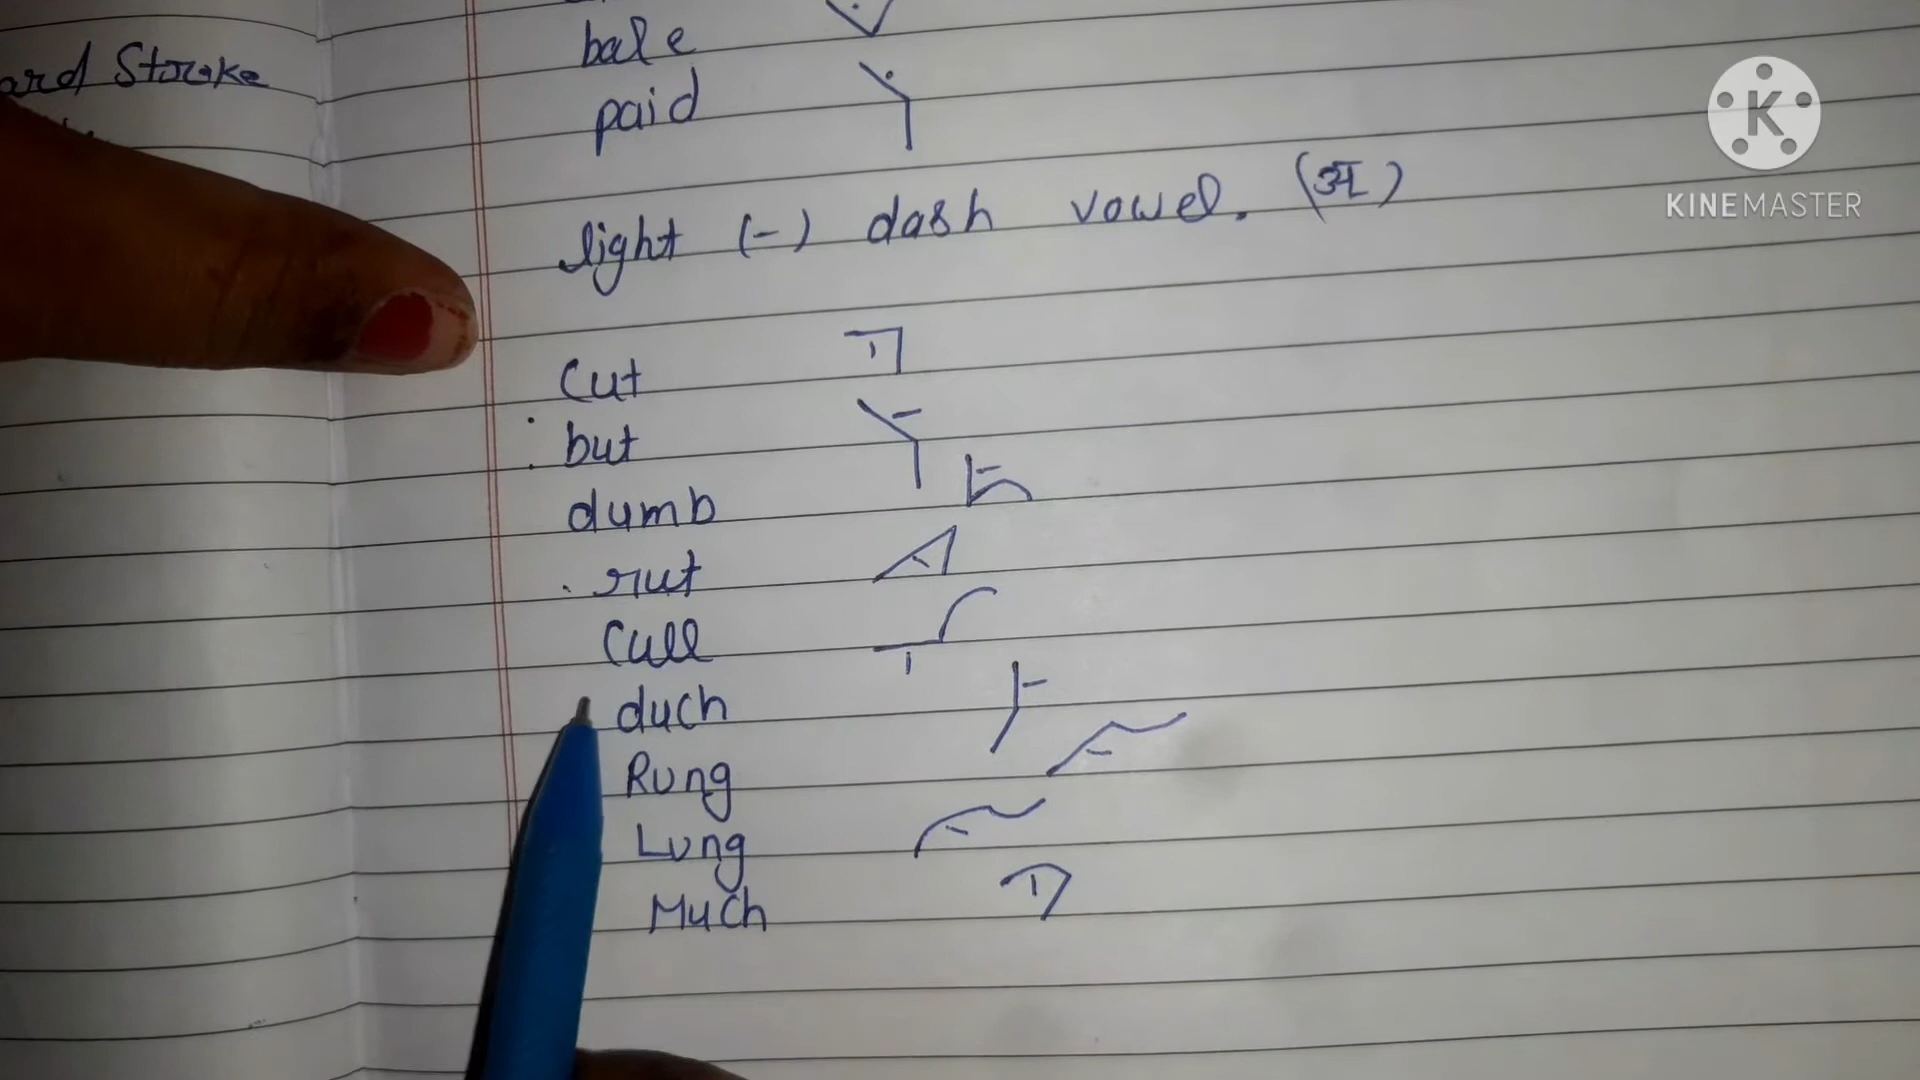 ard Stroke
bale
paid
light (-) dash vowel. (अ)
Cut
but
dumb
rut
Cull
duch
Rung
Lung
Much
K
KINEMASTER